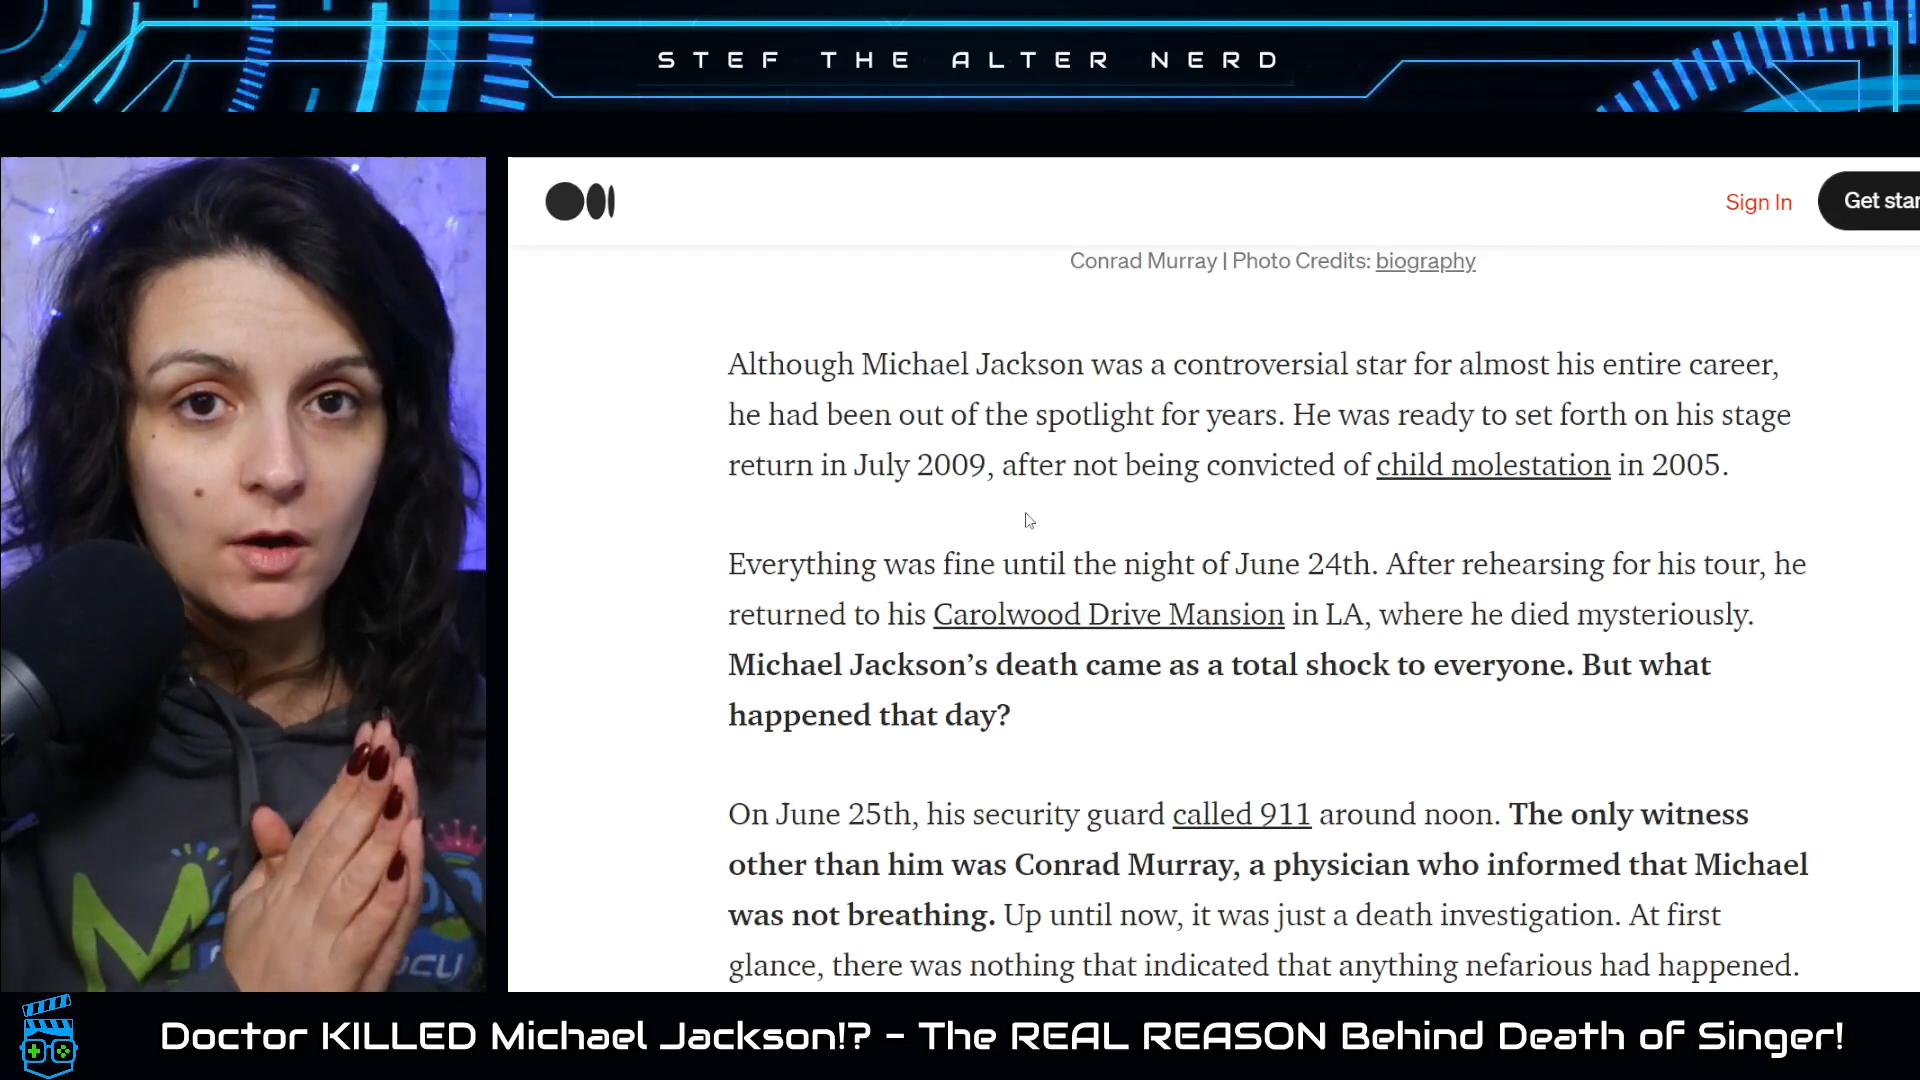 STEF THE ALTER NERD
Sign In
Get star
Conrad Murray | Photo Credits: biography
Although Michael Jackson was a controversial star for almost his entire career,
he had been out of the spotlight for years. He was ready to set forth on his stage
return in July 2009, after not being convicted of child molestation in 2005.
Everything was fine until the night of June 24th. After rehearsing for his tour, he
returned to his Carolwood Drive Mansion in LA, where he died mysteriously.
Michael Jackson’s death came as a total shock to everyone. But what
happened that day?
On June 25th, his security guard called 911 around noon. The only witness
other than him was Conrad Murray, a physician who informed that Michael
was not breathing. Up until now, it was just a death investigation. At first
glance, there was nothing that indicated that anything nefarious had happened.
Doctor KILLED Michael Jackson!? - The REAL REASON Behind Death of Singer!